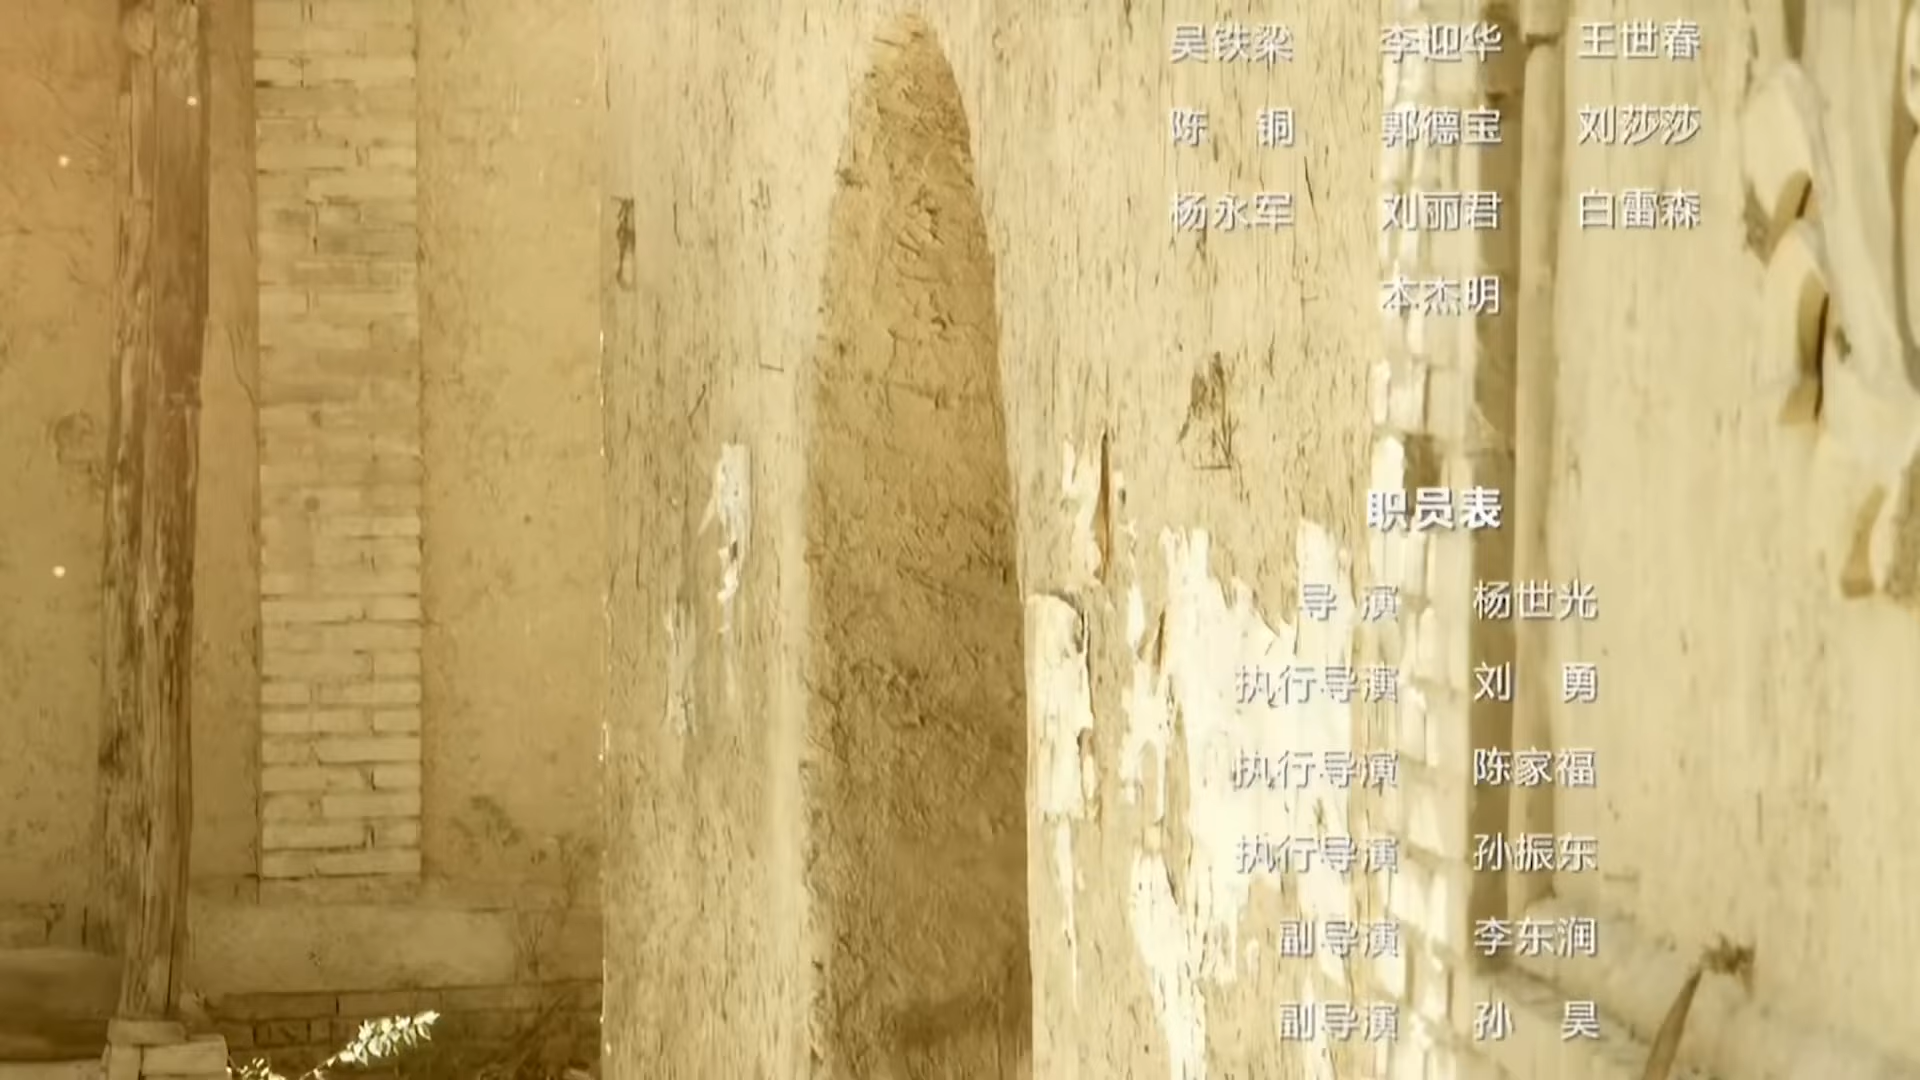 吴铁梁 李迎华 王世春
陈 铜 郭德宝 刘莎莎
杨永军 刘丽君 白雷森
本杰明
职员表
导 演 杨世光
执行导演 刘 勇
执行导演 陈家福
执行导演 孙振东
副导演 李东润
副导演 孙 昊